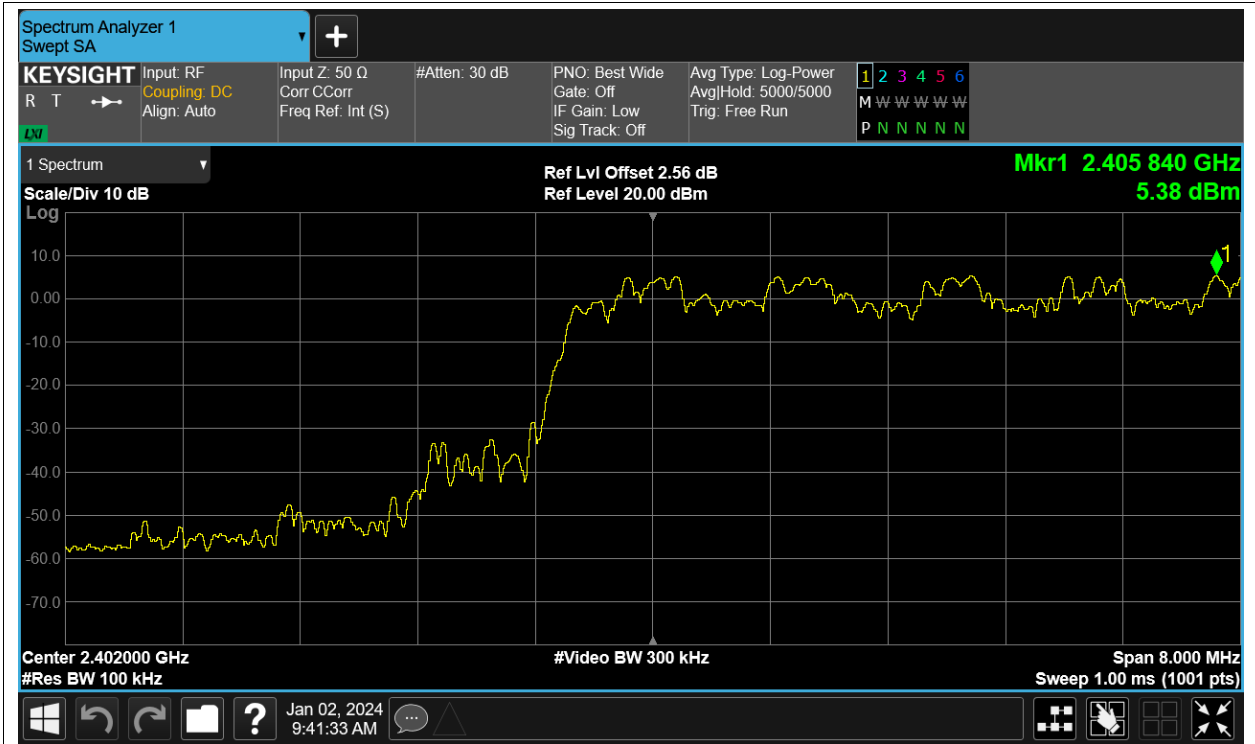 Spectrum Analyzer 1
Swept SA
+
KEYSIGHT
R T
LXI
Input: RF
Coupling: DC
Align: Auto
Input Z: 50 Ω
Corr CCorr
Freq Ref: Int (S)
#Atten: 30 dB
PNO: Best Wide
Gate: Off
IF Gain: Low
Sig Track: Off
Avg Type: Log-Power
Avg|Hold: 5000/5000
Trig: Free Run
1 2 3 4 5 6
M W W W W W
P N N N N N
1 Spectrum
Scale/Div 10 dB
Log
Ref Lvl Offset 2.56 dB
Ref Level 20.00 dBm
Mkr1 2.405 840 GHz
5.38 dBm
1
10.0
0.00
-10.0
-20.0
-30.0
-40.0
-50.0
-60.0
-70.0
Center 2.402000 GHz
#Res BW 100 kHz
#Video BW 300 kHz
Span 8.000 MHz
Sweep 1.00 ms (1001 pts)
?
Jan 02, 2024
9:41:33 AM